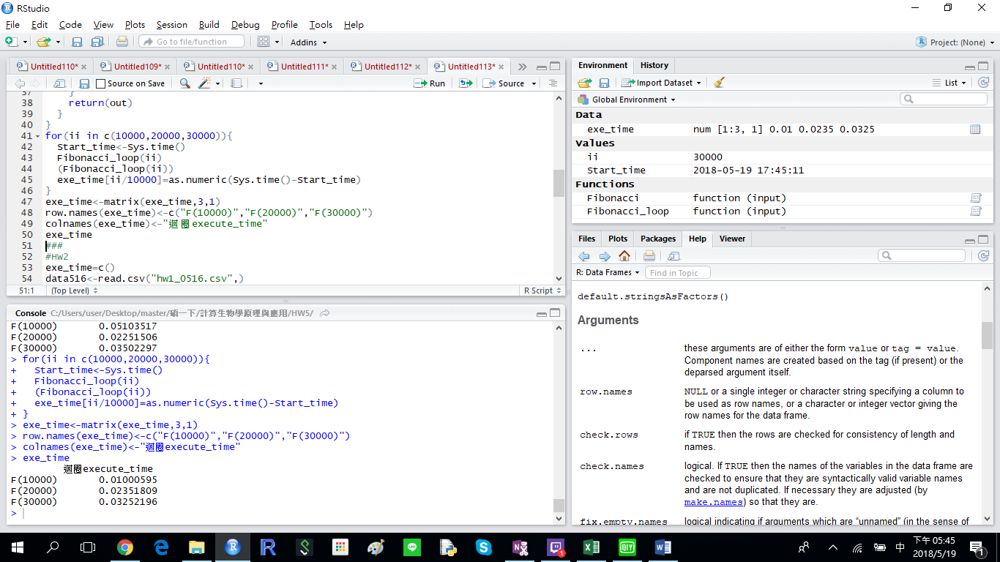 RStudio
File Edit Code View Plots Session Build Debug Profile Tools Help
Go to file/function Addins Project: (None)
Untitled110* Untitled109* Untitled110* Untitled111* Untitled112* Untitled113*
Source on Save Run Source
37 }
38 return(out)
39 }
40 }
41 for(ii in c(10000,20000,30000)){
42 Start_time<-Sys.time()
43 Fibonacci_loop(ii)
44 (Fibonacci_loop(ii))
45 exe_time[ii/10000]=as.numeric(Sys.time()-Start_time)
46 }
47 exe_time<-matrix(exe_time,3,1)
48 row.names(exe_time)<-c("F(10000)","F(20000)","F(30000)")
49 colnames(exe_time)<-"迴圈execute_time"
50 exe_time
51 ###
52 #HW2
53 exe_time=c()
54 data516<-read.csv("hw1_0516.csv",)
51:1 (Top Level) R Script
Console C:/Users/user/Desktop/master/碩一下/計算生物學原理與應用/HW5/
F(10000) 0.05103517
F(20000) 0.02251506
F(30000) 0.03502297
> for(ii in c(10000,20000,30000)){
+ Start_time<-Sys.time()
+ Fibonacci_loop(ii)
+ (Fibonacci_loop(ii))
+ exe_time[ii/10000]=as.numeric(Sys.time()-Start_time)
+ }
> exe_time<-matrix(exe_time,3,1)
> row.names(exe_time)<-c("F(10000)","F(20000)","F(30000)")
> colnames(exe_time)<-"迴圈execute_time"
> exe_time
迴圈execute_time
F(10000) 0.01000595
F(20000) 0.02351809
F(30000) 0.03252196
>
Environment History
Import Dataset List
Global Environment
Data
exe_time num [1:3, 1] 0.01 0.0235 0.0325
Values
ii 30000
Start_time 2018-05-19 17:45:11
Functions
Fibonacci function (input)
Fibonacci_loop function (input)
Files Plots Packages Help Viewer
R: Data Frames Find in Topic
default.stringsAsFactors()
Arguments
... these arguments are of either the form value or tag = value.
Component names are created based on the tag (if present) or the
deparsed argument itself.
row.names NULL or a single integer or character string specifying a column to
be used as row names, or a character or integer vector giving the
row names for the data frame.
check.rows if TRUE then the rows are checked for consistency of length and
names.
check.names logical. If TRUE then the names of the variables in the data frame are
checked to ensure that they are syntactically valid variable names
and are not duplicated. If necessary they are adjusted (by
make.names) so that they are.
fix.empty.names logical indicating if arguments which are “unnamed” (in the sense of
中 下午 05:45
2018/5/19